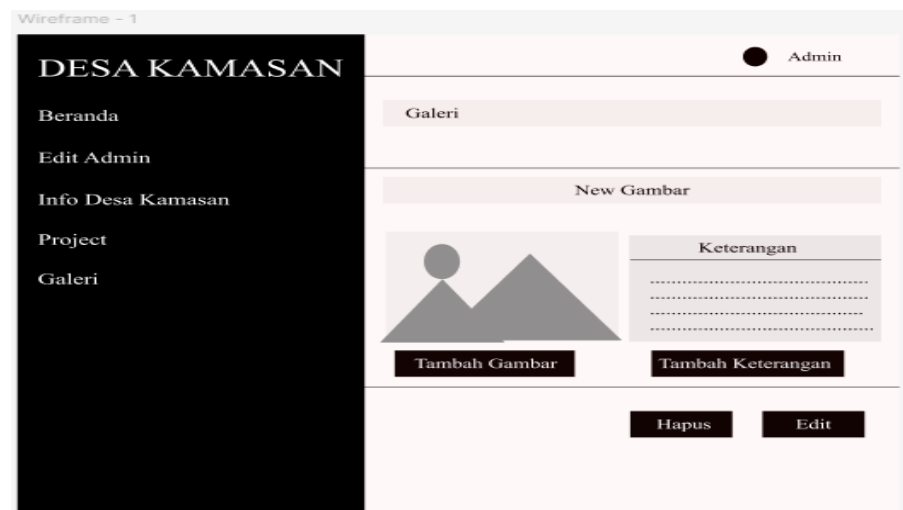 Wireframe - 1
DESA KAMASAN
Beranda
Edit Admin
Info Desa Kamasan
Project
Galeri
Admin
Galeri
New Gambar
Keterangan
Tambah Gambar
Tambah Keterangan
Hapus
Edit